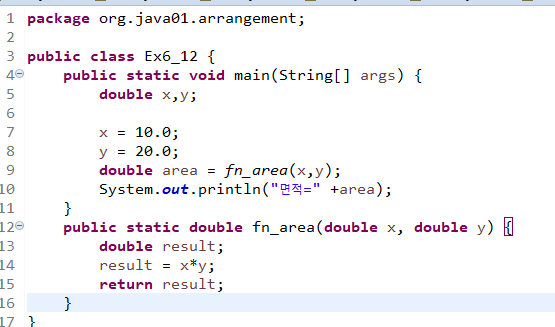 1 package org.java01.arrangement;
2
3 public class Ex6_12 {
4 public static void main(String[] args) {
5 double x,y;
6
7 x = 10.0;
8 y = 20.0;
9 double area = fn_area(x,y);
10 System.out.println("면적=" +area);
11 }
12 public static double fn_area(double x, double y) {
13 double result;
14 result = x*y;
15 return result;
16 }
17 }